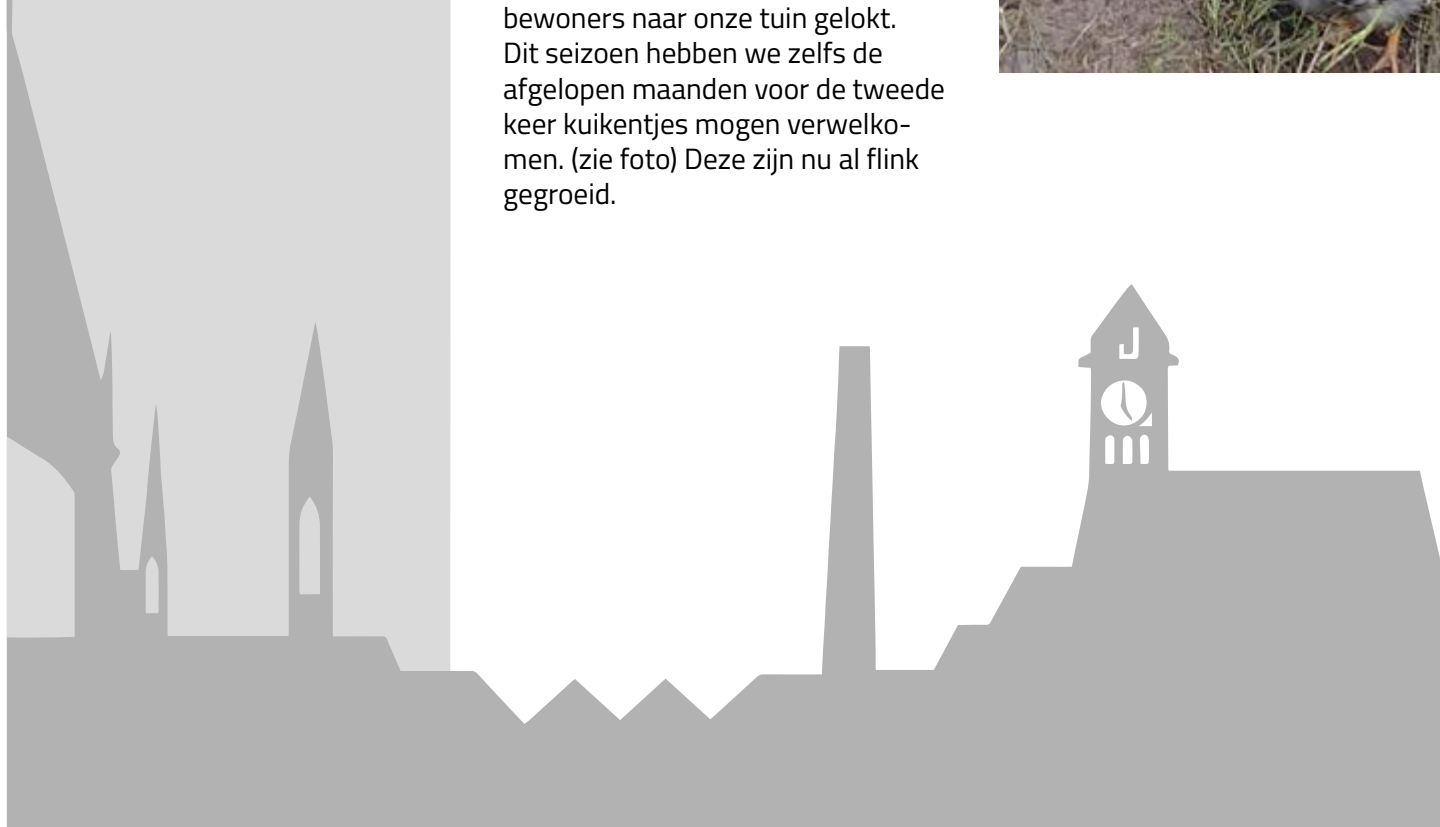 bewoners naar onze tuin gelokt.
Dit seizoen hebben we zelfs de
afgelopen maanden voor de tweede
keer kuikentjes mogen verwelko-
men. (zie foto) Deze zijn nu al flink
gegroeid.
J